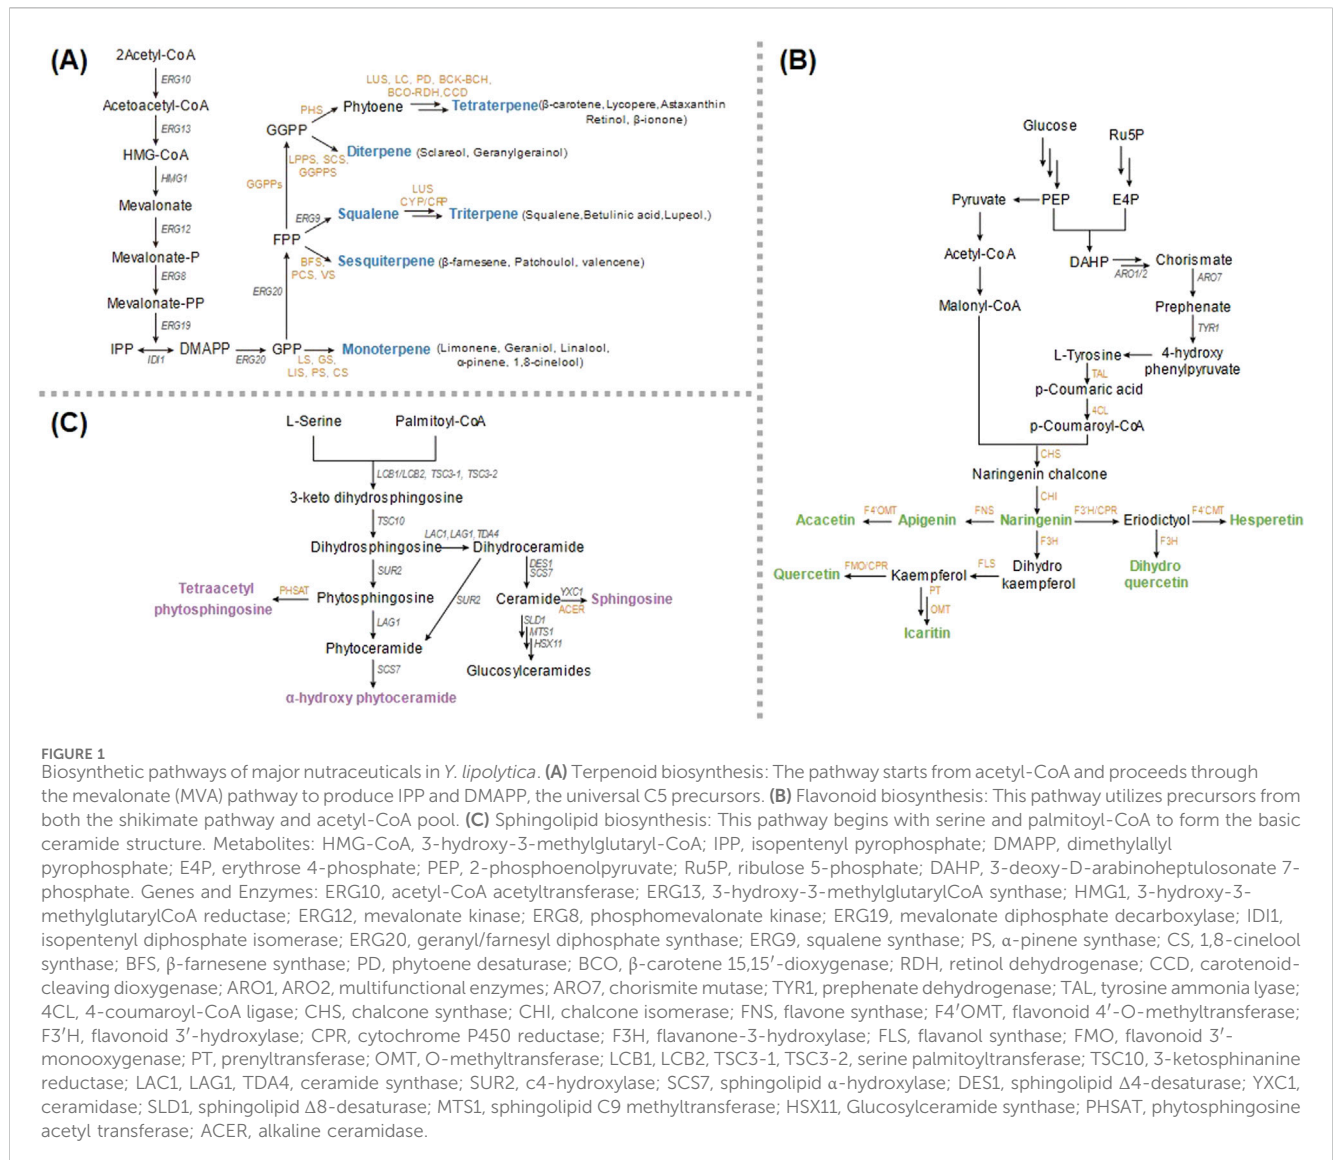 (A)
2Acetyl-CoA
ERG10
Acetoacetyl-CoA
ERG13
HMG-CoA
HMG1
Mevalonate
ERG12
Mevalonate-P
ERG8
Mevalonate-PP
ERG19
IPP
IDI1
DMAPP
ERG20
GPP
LS, GS,
LIS, PS, CS
Monoterpene (Limonene, Geraniol, Linalool,
α-pinene, 1,8-cinelool)
ERG20
FPP
BFS,
PCS, VS
Sesquiterpene (β-farnesene, Patchoulol, valencene)
ERG9
Squalene
LUS
CYP/CRP
Triterpene (Squalene,Betulinic acid,Lupeol,)
GGPPs
GGPP
LPPS, SCS,
GGPPS
Diterpene (Sclareol, Geranylgerainol)
PHS
Phytoene
LUS, LC, PD, BCK-BCH,
BCO-RDH,CCD
Tetraterpene(β-carotene, Lycopere, Astaxanthin
Retinol, β-ionone)
(B)
Glucose
Ru5P
Pyruvate
PEP
E4P
Acetyl-CoA
DAHP
ARO1/2
Chorismate
ARO7
Malonyl-CoA
Prephenate
TYR1
L-Tyrosine
4-hydroxy
phenylpyruvate
TAL
p-Coumaric acid
4CL
p-Coumaroyl-CoA
CHS
Naringenin chalcone
CHI
Acacetin
F4'OMT
Apigenin
FNS
Naringenin
F3'H/CPR
Eriodictyol
F4'CMT
Hesperetin
F3H
F3H
Quercetin
FMO/CPR
Kaempferol
FLS
Dihydro
kaempferol
Dihydro
quercetin
PT
OMT
Icaritin
(C)
L-Serine
Palmitoyl-CoA
LCB1/LCB2, TSC3-1, TSC3-2
3-keto dihydrosphingosine
TSC10
LAC1, LAG1, TDA4
Dihydrosphingosine
Dihydroceramide
SUR2
DES1
SCS7
Tetraacetyl
phytosphingosine
PHSAT
Phytosphingosine
SUR2
Ceramide
YXC1
ACER
Sphingosine
LAG1
SLD1
MTS1
HSX11
Phytoceramide
Glucosylceramides
SCS7
α-hydroxy phytoceramide
FIGURE 1
Biosynthetic pathways of major nutraceuticals in Y. lipolytica. (A) Terpenoid biosynthesis: The pathway starts from acetyl-CoA and proceeds through
the mevalonate (MVA) pathway to produce IPP and DMAPP, the universal C5 precursors. (B) Flavonoid biosynthesis: This pathway utilizes precursors from
both the shikimate pathway and acetyl-CoA pool. (C) Sphingolipid biosynthesis: This pathway begins with serine and palmitoyl-CoA to form the basic
ceramide structure. Metabolites: HMG-CoA, 3-hydroxy-3-methylglutaryl-CoA; IPP, isopentenyl pyrophosphate; DMAPP, dimethylallyl
pyrophosphate; E4P, erythrose 4-phosphate; PEP, 2-phosphoenolpyruvate; Ru5P, ribulose 5-phosphate; DAHP, 3-deoxy-D-arabinoheptulosonate 7-
phosphate. Genes and Enzymes: ERG10, acetyl-CoA acetyltransferase; ERG13, 3-hydroxy-3-methylglutarylCoA synthase; HMG1, 3-hydroxy-3-
methylglutarylCoA reductase; ERG12, mevalonate kinase; ERG8, phosphomevalonate kinase; ERG19, mevalonate diphosphate decarboxylase; IDI1,
isopentenyl diphosphate isomerase; ERG20, geranyl/farnesyl diphosphate synthase; ERG9, squalene synthase; PS, α-pinene synthase; CS, 1,8-cinelool
synthase; BFS, β-farnesene synthase; PD, phytoene desaturase; BCO, β-carotene 15,15′-dioxygenase; RDH, retinol dehydrogenase; CCD, carotenoid-
cleaving dioxygenase; ARO1, ARO2, multifunctional enzymes; ARO7, chorismite mutase; TYR1, prephenate dehydrogenase; TAL, tyrosine ammonia lyase;
4CL, 4-coumaroyl-CoA ligase; CHS, chalcone synthase; CHI, chalcone isomerase; FNS, flavone synthase; F4′OMT, flavonoid 4′-O-methyltransferase;
F3′H, flavonoid 3′-hydroxylase; CPR, cytochrome P450 reductase; F3H, flavanone-3-hydroxylase; FLS, flavanol synthase; FMO, flavonoid 3′-
monooxygenase; PT, prenyltransferase; OMT, O-methyltransferase; LCB1, LCB2, TSC3-1, TSC3-2, serine palmitoyltransferase; TSC10, 3-ketosphinanine
reductase; LAC1, LAG1, TDA4, ceramide synthase; SUR2, c4-hydroxylase; SCS7, sphingolipid α-hydroxylase; DES1, sphingolipid Δ4-desaturase; YXC1,
ceramidase; SLD1, sphingolipid Δ8-desaturase; MTS1, sphingolipid C9 methyltransferase; HSX11, Glucosylceramide synthase; PHSAT, phytosphingosine
acetyl transferase; ACER, alkaline ceramidase.